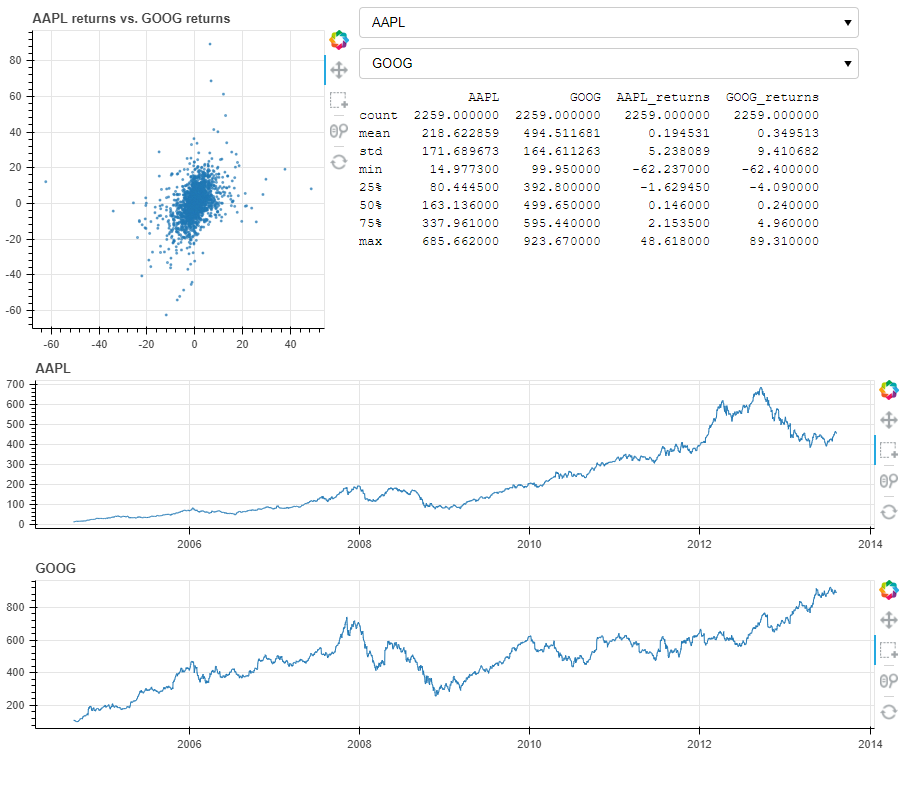 AAPL returns vs. GOOG returns
80
60
40
20
0
-20
-40
-60
-60 -40 -20 0 20 40
AAPL
GOOG
AAPL GOOG AAPL_returns GOOG_returns
count 2259.000000 2259.000000 2259.000000 2259.000000
mean 218.622859 494.511681 0.194531 0.349513
std 171.689673 164.611263 5.238089 9.410682
min 14.977300 99.950000 -62.237000 -62.400000
25% 80.444500 392.800000 -1.629450 -4.090000
50% 163.136000 499.650000 0.146000 0.240000
75% 337.961000 595.440000 2.153500 4.960000
max 685.662000 923.670000 48.618000 89.310000
AAPL
700
600
500
400
300
200
100
0
2006 2008 2010 2012 2014
GOOG
800
600
400
200
2006 2008 2010 2012 2014